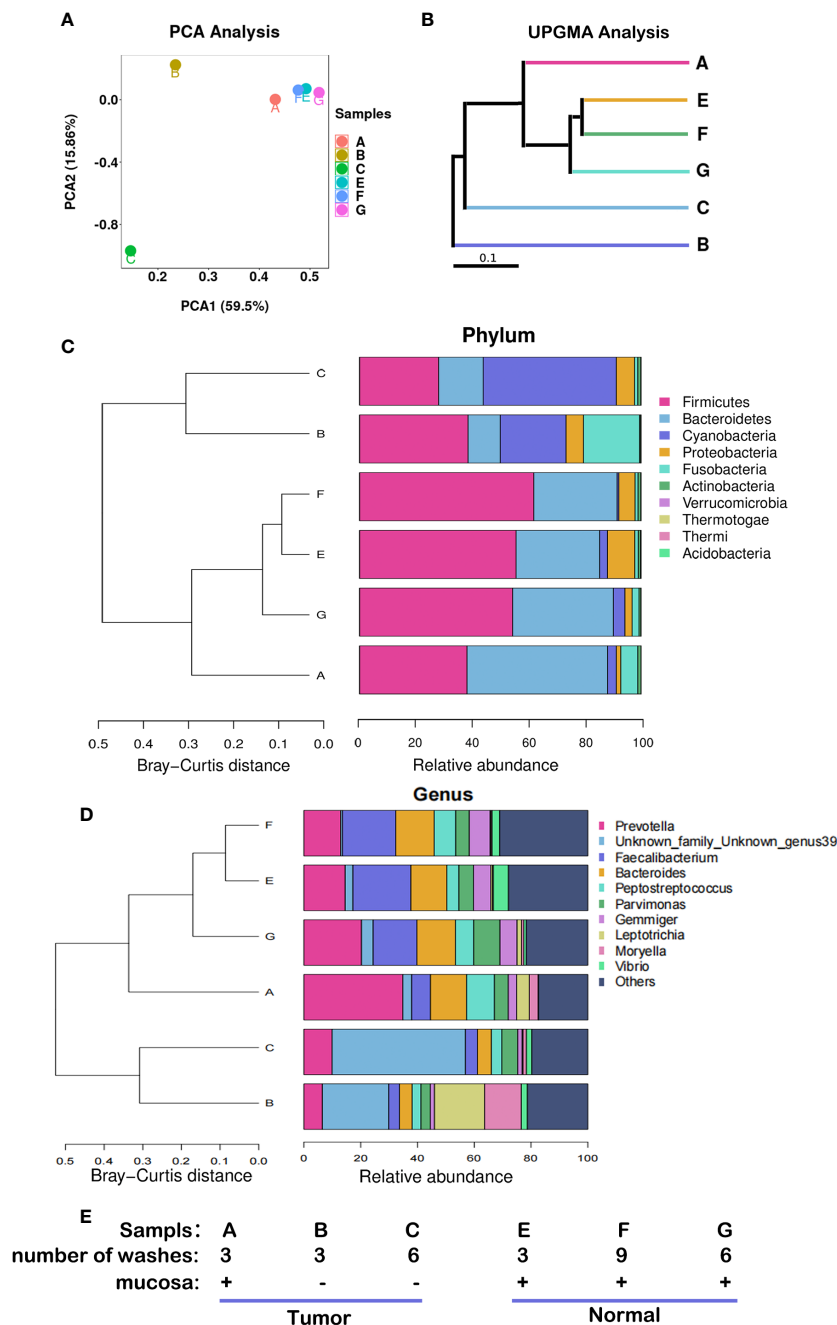 A
PCA Analysis
B
A
F
E
G
C
0.0
-0.4
-0.8
PCA2 (15.86%)
0.2
0.3
0.4
0.5
PCA1 (59.5%)
Samples
A
B
C
E
F
G
B
UPGMA Analysis
A
E
F
G
C
B
0.1
C
Phylum
C
B
F
E
G
A
0.5
0.4
0.3
0.2
0.1
0.0
Bray−Curtis distance
0
20
40
60
80
100
Relative abundance
Firmicutes
Bacteroidetes
Cyanobacteria
Proteobacteria
Fusobacteria
Actinobacteria
Verrucomicrobia
Thermotogae
Thermi
Acidobacteria
D
Genus
F
E
G
A
C
B
0.5
0.4
0.3
0.2
0.1
0.0
Bray−Curtis distance
0
20
40
60
80
100
Relative abundance
Prevotella
Unknown_family_Unknown_genus39
Faecalibacterium
Bacteroides
Peptostreptococcus
Parvimonas
Gemmiger
Leptotrichia
Moryella
Vibrio
Others
E
Sampls: A B C E F G
number of washes: 3 3 6 3 9 6
mucosa: + - - + + +
Tumor Normal